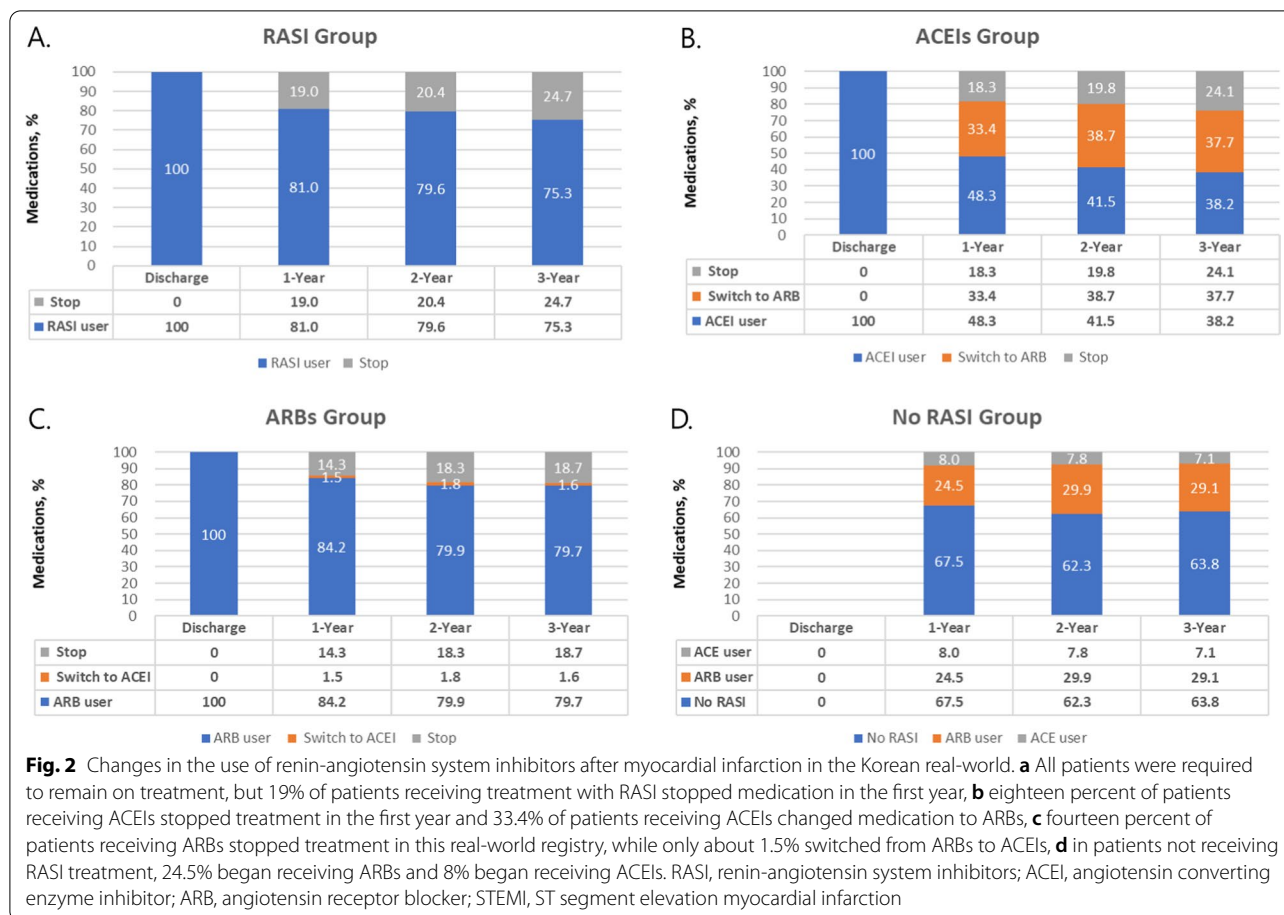 A.
RASI Group
Medications, %
100
90
80
70
60
50
40
30
20
10
0
100
19.0
81.0
20.4
79.6
24.7
75.3
Discharge 1-Year 2-Year 3-Year
Stop 0 19.0 20.4 24.7
RASI user 100 81.0 79.6 75.3
RASI user Stop
B.
ACEIs Group
Medications, %
100
90
80
70
60
50
40
30
20
10
0
100
18.3
33.4
48.3
19.8
38.7
41.5
24.1
37.7
38.2
Discharge 1-Year 2-Year 3-Year
Stop 0 18.3 19.8 24.1
Switch to ARB 0 33.4 38.7 37.7
ACEI user 100 48.3 41.5 38.2
ACEI user Switch to ARB Stop
C.
ARBs Group
Medications, %
100
90
80
70
60
50
40
30
20
10
0
100
14.3
1.5
84.2
18.3
1.8
79.9
18.7
1.6
79.7
Discharge 1-Year 2-Year 3-Year
Stop 0 14.3 18.3 18.7
Switch to ACEI 0 1.5 1.8 1.6
ARB user 100 84.2 79.9 79.7
ARB user Switch to ACEI Stop
D.
No RASI Group
Medications, %
100
90
80
70
60
50
40
30
20
10
0
8.0
24.5
67.5
7.8
29.9
62.3
7.1
29.1
63.8
Discharge 1-Year 2-Year 3-Year
ACE user 0 8.0 7.8 7.1
ARB user 0 24.5 29.9 29.1
No RASI 0 67.5 62.3 63.8
No RASI ARB user ACE user
Fig. 2 Changes in the use of renin-angiotensin system inhibitors after myocardial infarction in the Korean real-world. a All patients were required
to remain on treatment, but 19% of patients receiving treatment with RASI stopped medication in the first year, b eighteen percent of patients
receiving ACEIs stopped treatment in the first year and 33.4% of patients receiving ACEIs changed medication to ARBs, c fourteen percent of
patients receiving ARBs stopped treatment in this real-world registry, while only about 1.5% switched from ARBs to ACEIs, d in patients not receiving
RASI treatment, 24.5% began receiving ARBs and 8% began receiving ACEIs. RASI, renin-angiotensin system inhibitors; ACEI, angiotensin converting
enzyme inhibitor; ARB, angiotensin receptor blocker; STEMI, ST segment elevation myocardial infarction